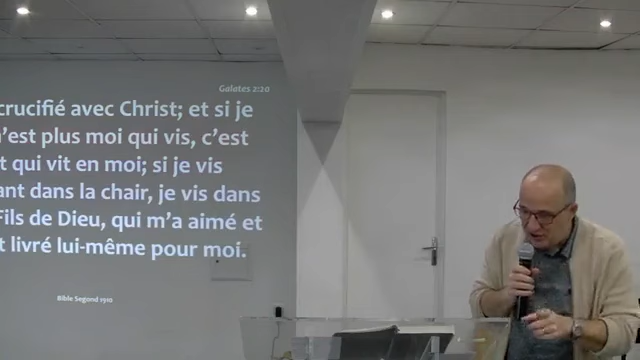 Galates 2:20
crucifié avec Christ; et si je
n'est plus moi qui vis, c'est
t qui vit en moi; si je vis
ant dans la chair, je vis dans
Fils de Dieu, qui m'a aimé et
t livré lui-même pour moi.
Bible Segond 1910